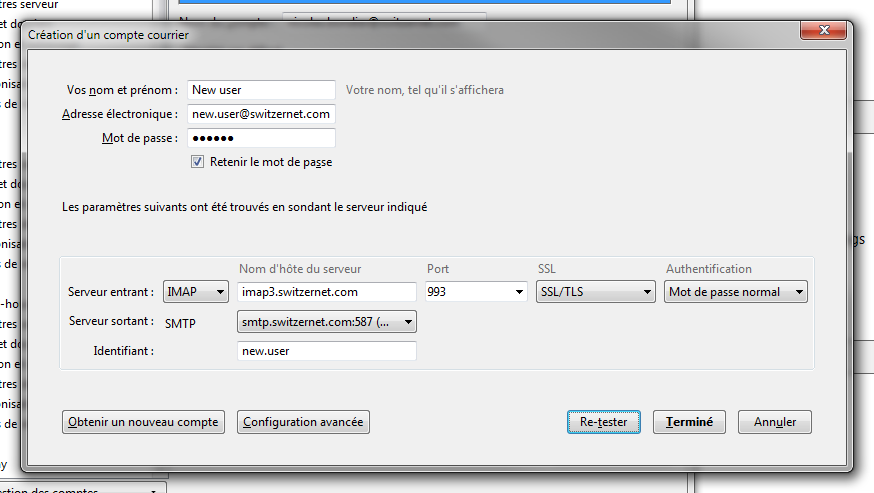 Création d'un compte courrier
Vos nom et prénom : New user Votre nom, tel qu'il s'affichera
Adresse électronique : new.user@switzernet.com
Mot de passe : ●●●●●●
Retenir le mot de passe
Les paramètres suivants ont été trouvés en sondant le serveur indiqué
Nom d'hôte du serveur Port SSL Authentification
Serveur entrant : IMAP imap3.switzernet.com 993 SSL/TLS Mot de passe normal
Serveur sortant : SMTP smtp.switzernet.com:587 (...
Identifiant : new.user
Obtenir un nouveau compte Configuration avancée Re-tester Terminé Annuler